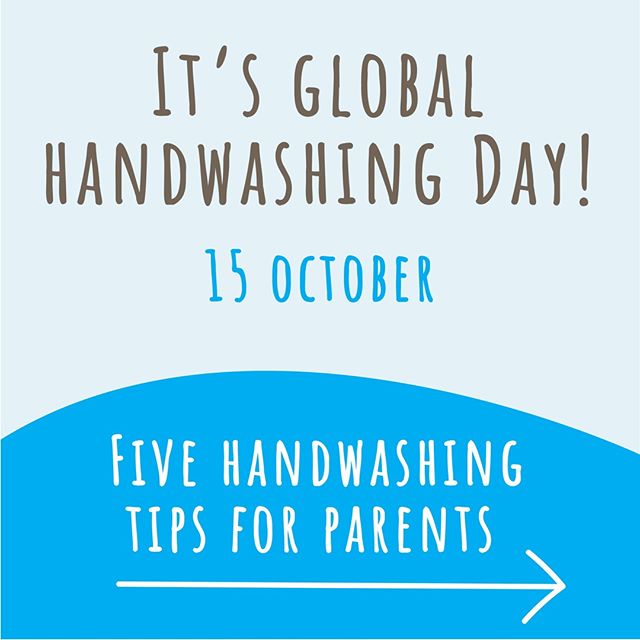 It's global
handwashing Day!
15 october
Five handwashing
tips for parents